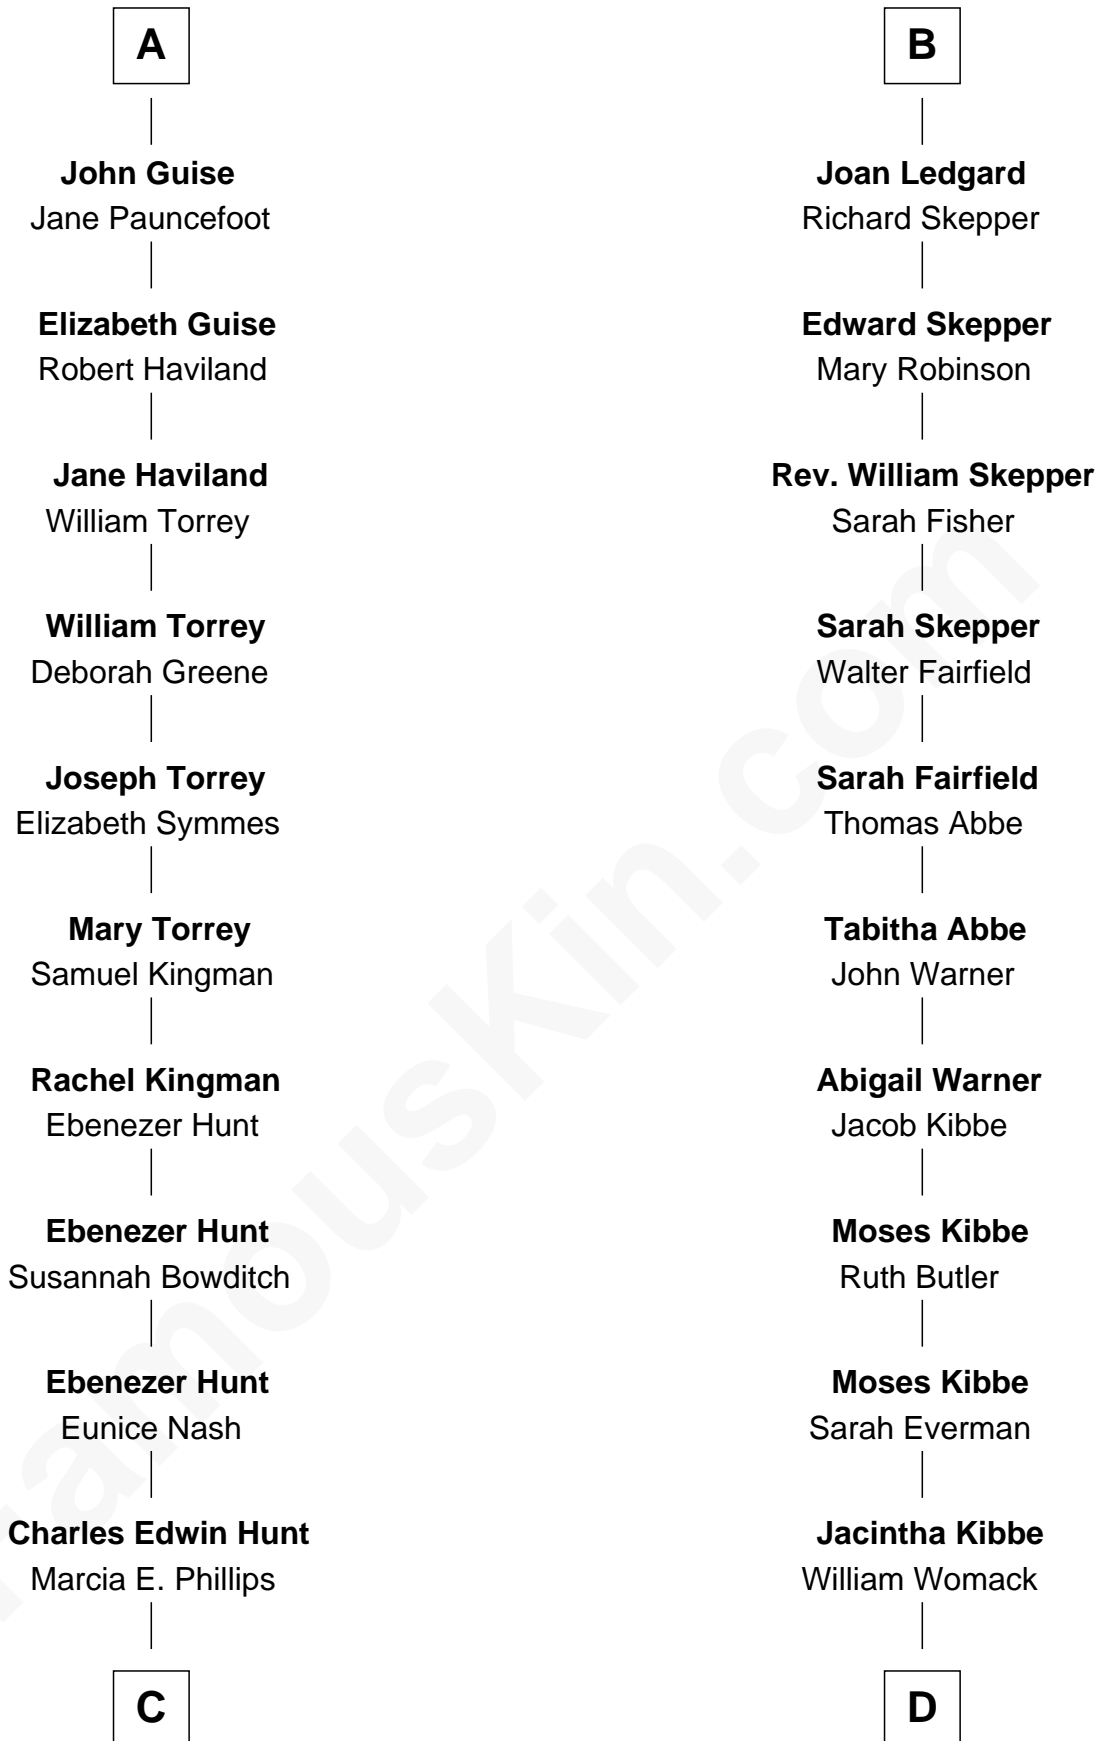 A
John Guise
Jane Pauncefoot
Elizabeth Guise
Robert Haviland
Jane Haviland
William Torrey
William Torrey
Deborah Greene
Joseph Torrey
Elizabeth Symmes
Mary Torrey
Samuel Kingman
Rachel Kingman
Ebenezer Hunt
Ebenezer Hunt
Susannah Bowditch
Ebenezer Hunt
Eunice Nash
Charles Edwin Hunt
Marcia E. Phillips
C
B
Joan Ledgard
Richard Skepper
Edward Skepper
Mary Robinson
Rev. William Skepper
Sarah Fisher
Sarah Skepper
Walter Fairfield
Sarah Fairfield
Thomas Abbe
Tabitha Abbe
John Warner
Abigail Warner
Jacob Kibbe
Moses Kibbe
Ruth Butler
Moses Kibbe
Sarah Everman
Jacintha Kibbe
William Womack
D
FamousKin.com